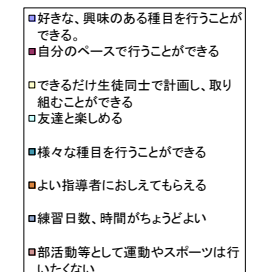 好きな、興味のある種目を行うことが
できる。
自分のペースで行うことができる
できるだけ生徒同士で計画し、取り
組むことができる
友達と楽しめる
様々な種目を行うことができる
よい指導者におしえてもらえる
練習日数、時間がちょうどよい
部活動等として運動やスポーツは行
いたくない